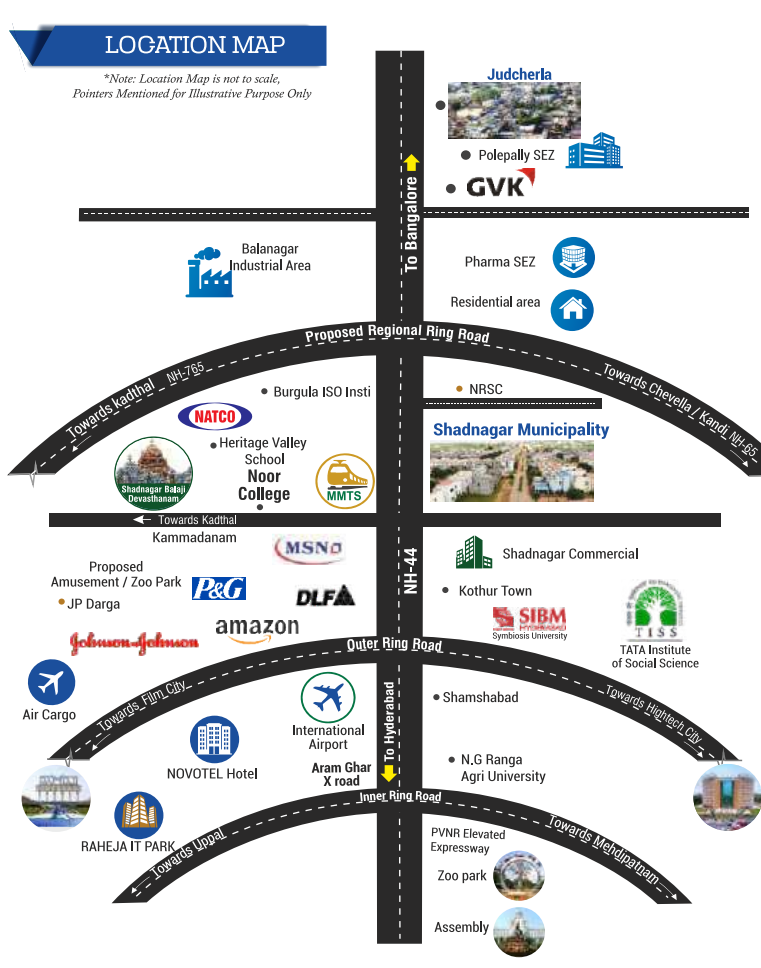 LOCATION MAP
*Note: Location Map is not to scale,
Pointers Mentioned for Illustrative Purpose Only
Judcherla
Polepally SEZ
GVK
To Bangalore
Balanagar
Industrial Area
Pharma SEZ
Residential area
Proposed Regional Ring Road
Towards kadthal NH-765
Towards Chevella / Kandi NH-65
Burgula ISO Insti
NRSC
NATCO
Shadnagar Municipality
Heritage Valley
School
Noor
College
Shadnagar Balaji
Devasthanam
MMTS
Towards Kadthal
Kammadanam
MSN
NH-44
Shadnagar Commercial
Proposed
Amusement / Zoo Park
P&G
DLF
Kothur Town
JP Darga
amazon
SIBM
HYDERABAD
Symbiosis University
TISS
TATA Institute
of Social Science
Johnson-Johnson
Outer Ring Road
Air Cargo
Towards Film City
Towards Hightech City
International
Airport
To Hyderabad
Shamshabad
NOVOTEL Hotel
Aram Ghar
X road
N.G Ranga
Agri University
Inner Ring Road
RAHEJA IT PARK
Towards Uppal
Towards Mehdipatnam
PVNR Elevated
Expressway
Zoo park
Assembly